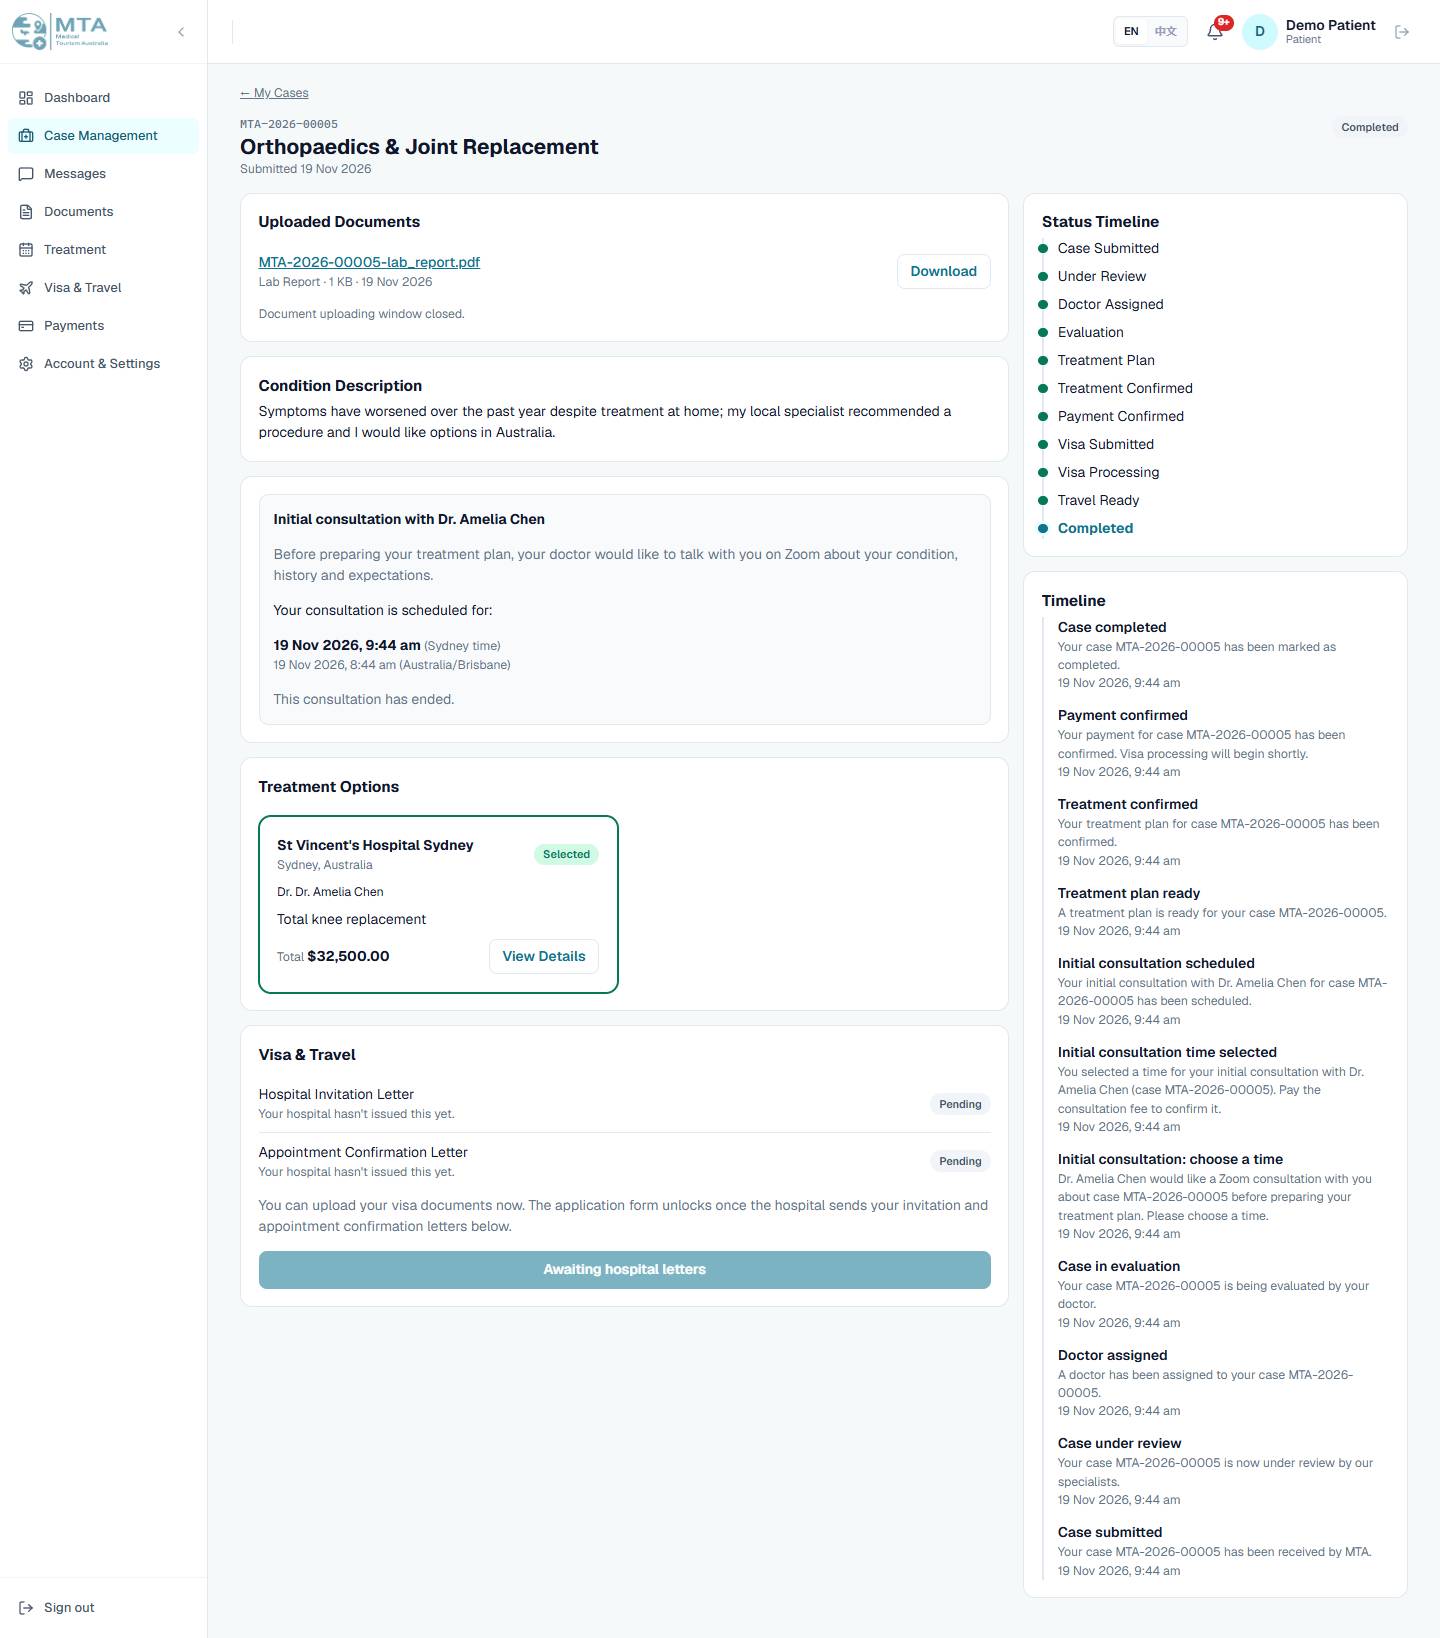 MTA
Medical
Tourism Australia
EN
中文
9+
D
Demo Patient
Patient
Dashboard
Case Management
Messages
Documents
Treatment
Visa & Travel
Payments
Account & Settings
Sign out
← My Cases
MTA-2026-00005
Orthopaedics & Joint Replacement
Submitted 19 Nov 2026
Completed
Uploaded Documents
MTA-2026-00005-lab_report.pdf
Lab Report · 1 KB · 19 Nov 2026
Download
Document uploading window closed.
Condition Description
Symptoms have worsened over the past year despite treatment at home; my local specialist recommended a
procedure and I would like options in Australia.
Initial consultation with Dr. Amelia Chen
Before preparing your treatment plan, your doctor would like to talk with you on Zoom about your condition,
history and expectations.
Your consultation is scheduled for:
19 Nov 2026, 9:44 am (Sydney time)
19 Nov 2026, 8:44 am (Australia/Brisbane)
This consultation has ended.
Treatment Options
St Vincent's Hospital Sydney
Sydney, Australia
Selected
Dr. Dr. Amelia Chen
Total knee replacement
Total $32,500.00
View Details
Visa & Travel
Hospital Invitation Letter
Your hospital hasn't issued this yet.
Pending
Appointment Confirmation Letter
Your hospital hasn't issued this yet.
Pending
You can upload your visa documents now. The application form unlocks once the hospital sends your invitation and
appointment confirmation letters below.
Awaiting hospital letters
Status Timeline
Case Submitted
Under Review
Doctor Assigned
Evaluation
Treatment Plan
Treatment Confirmed
Payment Confirmed
Visa Submitted
Visa Processing
Travel Ready
Completed
Timeline
Case completed
Your case MTA-2026-00005 has been marked as
completed.
19 Nov 2026, 9:44 am
Payment confirmed
Your payment for case MTA-2026-00005 has been
confirmed. Visa processing will begin shortly.
19 Nov 2026, 9:44 am
Treatment confirmed
Your treatment plan for case MTA-2026-00005 has been
confirmed.
19 Nov 2026, 9:44 am
Treatment plan ready
A treatment plan is ready for your case MTA-2026-00005.
19 Nov 2026, 9:44 am
Initial consultation scheduled
Your initial consultation with Dr. Amelia Chen for case MTA-
2026-00005 has been scheduled.
19 Nov 2026, 9:44 am
Initial consultation time selected
You selected a time for your initial consultation with Dr.
Amelia Chen (case MTA-2026-00005). Pay the
consultation fee to confirm it.
19 Nov 2026, 9:44 am
Initial consultation: choose a time
Dr. Amelia Chen would like a Zoom consultation with you
about case MTA-2026-00005 before preparing your
treatment plan. Please choose a time.
19 Nov 2026, 9:44 am
Case in evaluation
Your case MTA-2026-00005 is being evaluated by your
doctor.
19 Nov 2026, 9:44 am
Doctor assigned
A doctor has been assigned to your case MTA-2026-
00005.
19 Nov 2026, 9:44 am
Case under review
Your case MTA-2026-00005 is now under review by our
specialists.
19 Nov 2026, 9:44 am
Case submitted
Your case MTA-2026-00005 has been received by MTA.
19 Nov 2026, 9:44 am